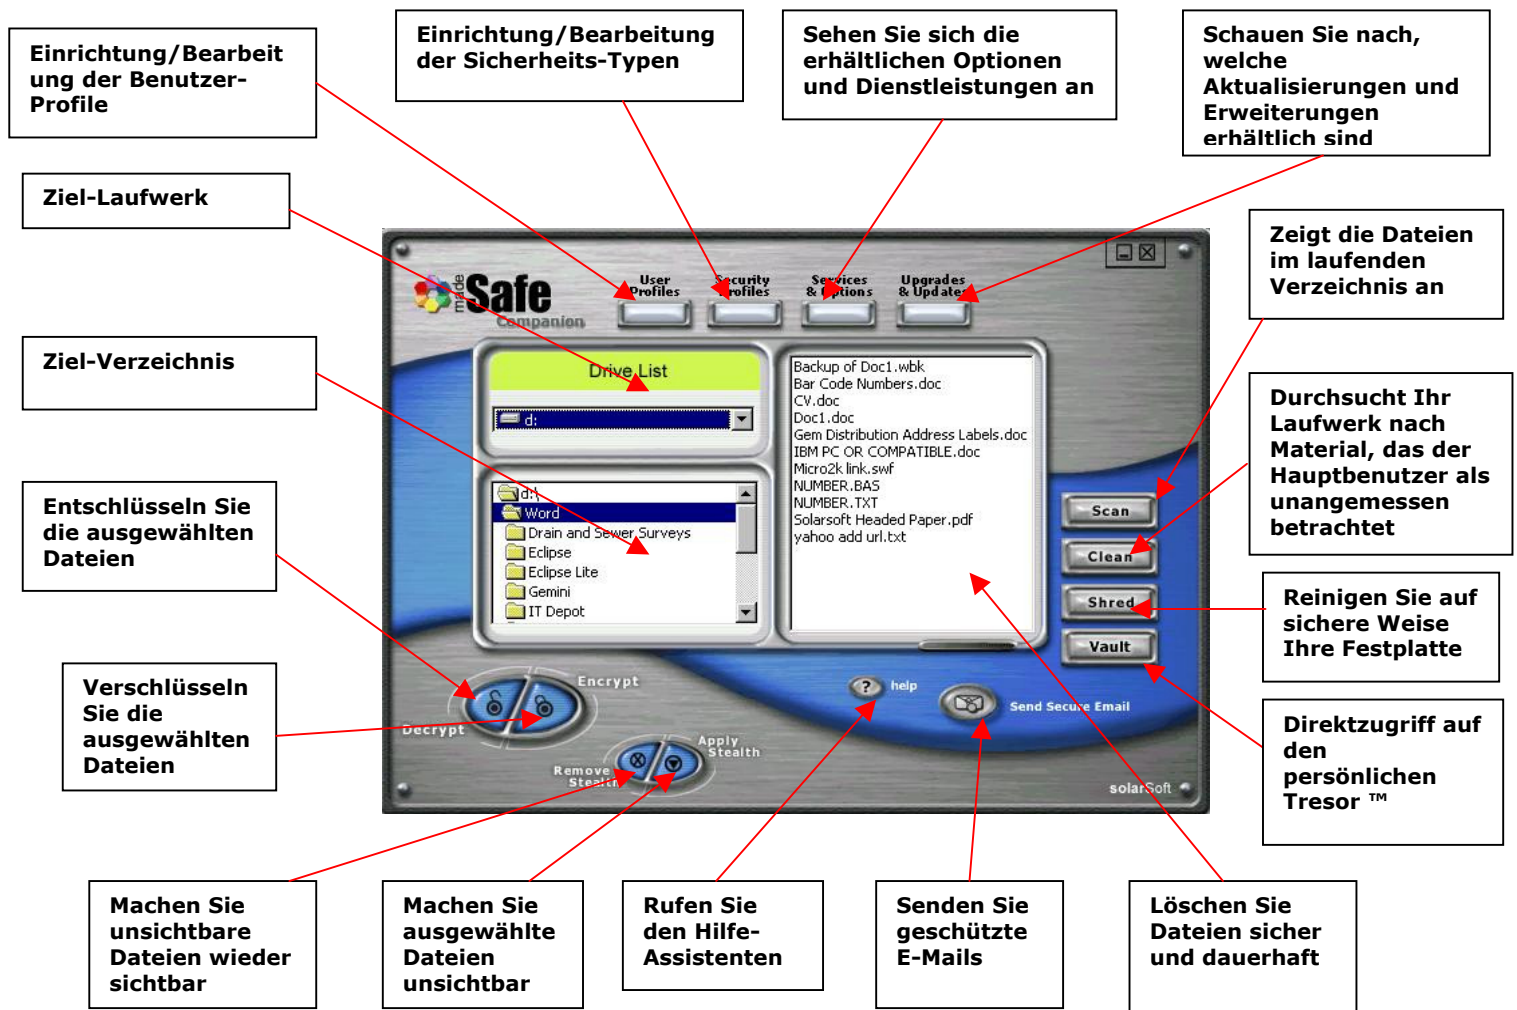 Einrichtung/Bearbeit
ung der Benutzer-
Profile
Einrichtung/Bearbeitung
der Sicherheits-Typen
Sehen Sie sich die
erhältlichen Optionen
und Dienstleistungen an
Schauen Sie nach,
welche
Aktualisierungen und
Erweiterungen
erhältlich sind
Ziel-Laufwerk
Ziel-Verzeichnis
Entschlüsseln Sie
die ausgewählten
Dateien
Verschlüsseln
Sie die
ausgewählten
Dateien
made
Safe
Companion
User
Profiles
Security
Profiles
Services
& Options
Upgrades
& Updates
Drive List
d:
d:\
Word
Drain and Sewer Surveys
Eclipse
Eclipse Lite
Gemini
IT Depot
Backup of Doc1.wbk
Bar Code Numbers.doc
CV.doc
Doc1.doc
Gem Distribution Address Labels.doc
IBM PC OR COMPATIBLE.doc
Micro2k link.swf
NUMBER.BAS
NUMBER.TXT
Solarsoft Headed Paper.pdf
yahoo add url.txt
Scan
Clean
Shred
Vault
Encrypt
Decrypt
Apply
Stealth
Remove
Stealth
?
help
Send Secure Email
solarSoft
Zeigt die Dateien
im laufenden
Verzeichnis an
Durchsucht Ihr
Laufwerk nach
Material, das der
Hauptbenutzer als
unangemessen
betrachtet
Reinigen Sie auf
sichere Weise
Ihre Festplatte
Direktzugriff auf
den
persönlichen
Tresor ™
Machen Sie
unsichtbare
Dateien wieder
sichtbar
Machen Sie
ausgewählte
Dateien
unsichtbar
Rufen Sie
den Hilfe-
Assistenten
Senden Sie
geschützte
E-Mails
Löschen Sie
Dateien sicher
und dauerhaft